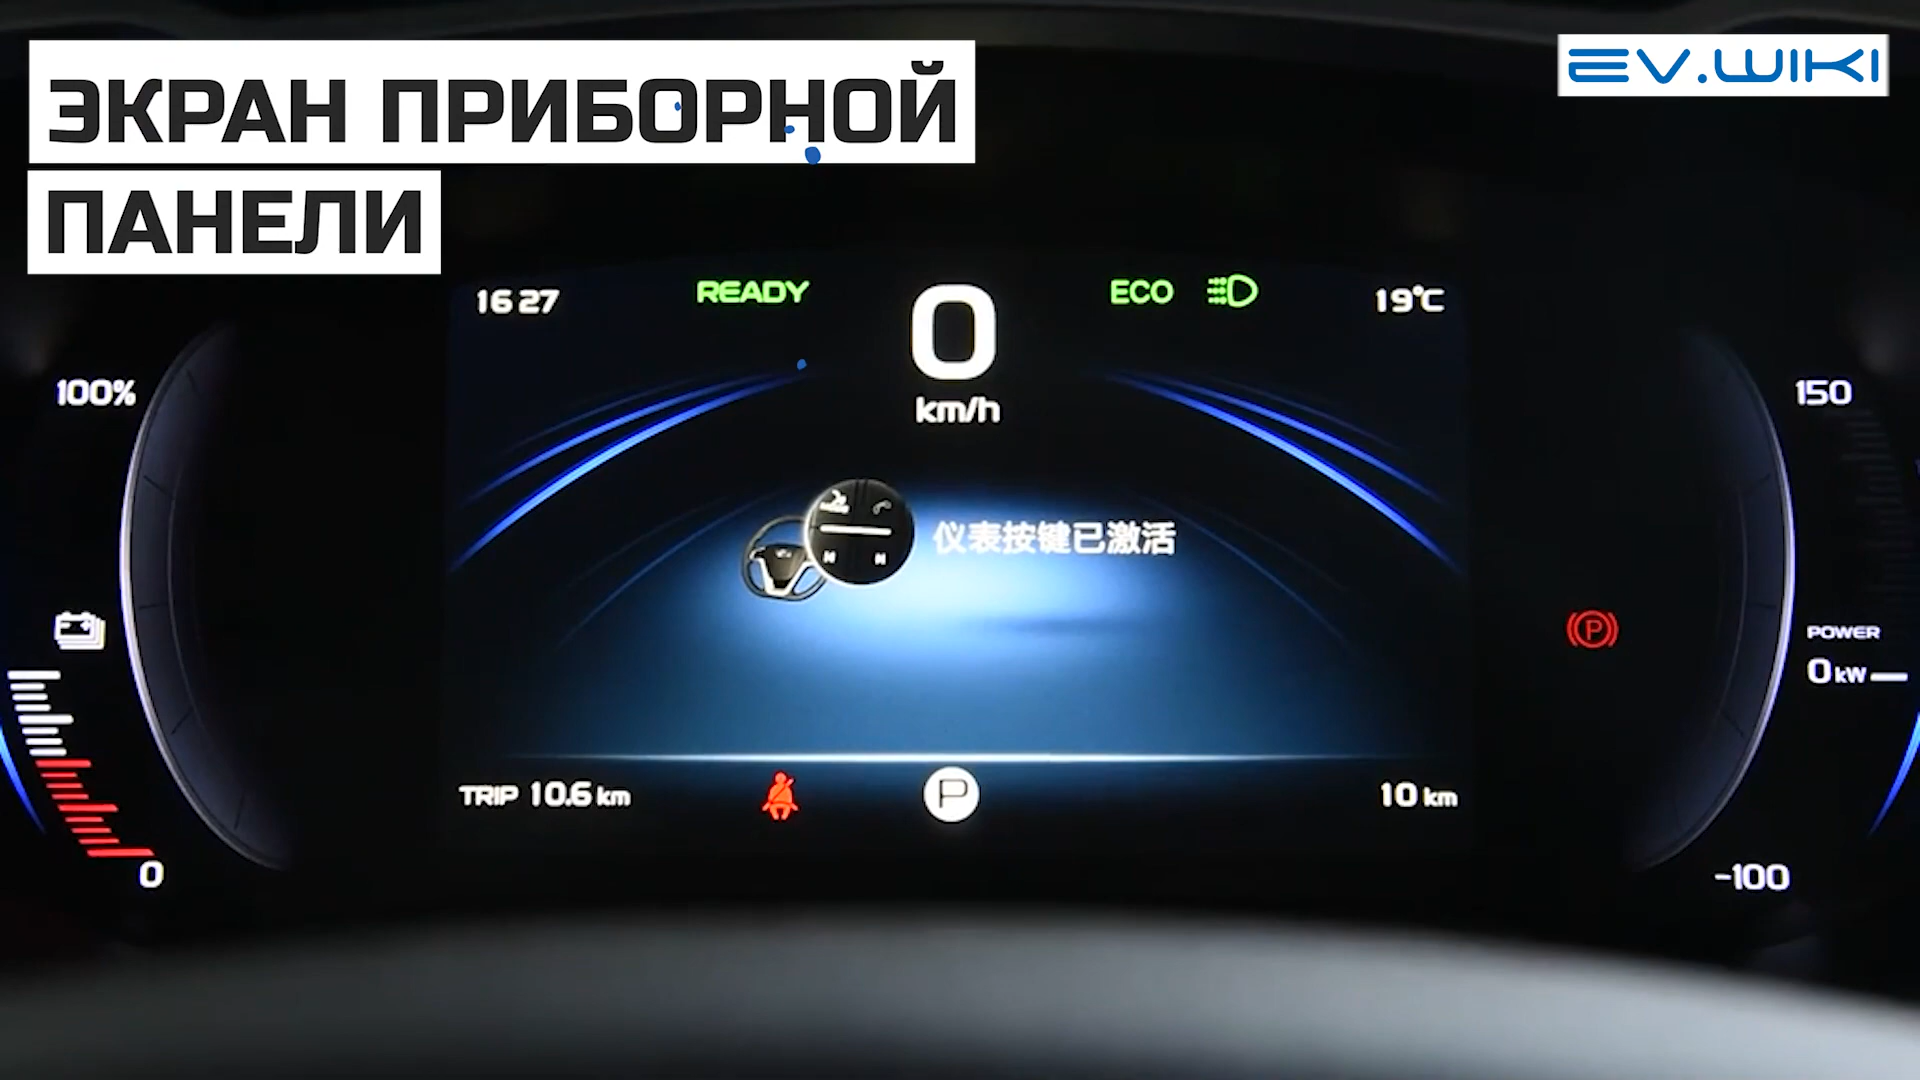 ЭКРАН ПРИБОРНОЙ
ПАНЕЛИ
EV.WIKI
16 27
READY
0
km/h
ECO
19°C
100%
150
仪表按键已激活
P
POWER
0 kW
TRIP 10.6 km
P
10 km
0
-100